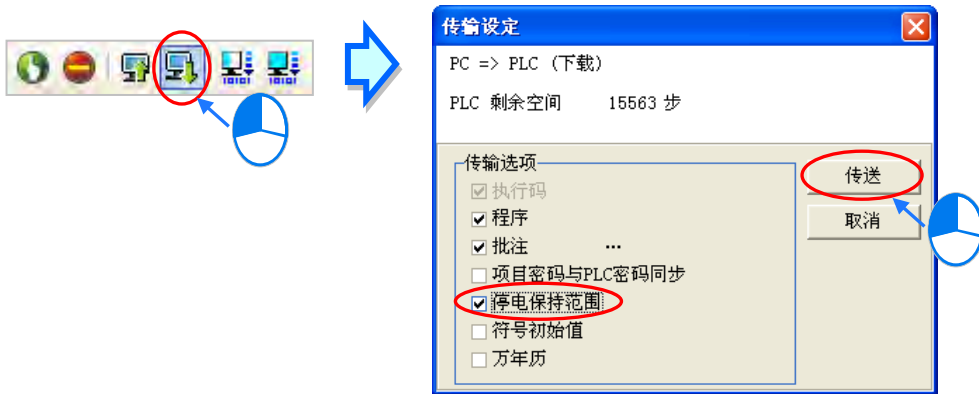 传输设定
PC => PLC (下载)
PLC 剩余空间 15563 步
传输选项
执行码
程序
批注 ...
项目密码与PLC密码同步
停电保持范围
符号初始值
万年历
传送
取消